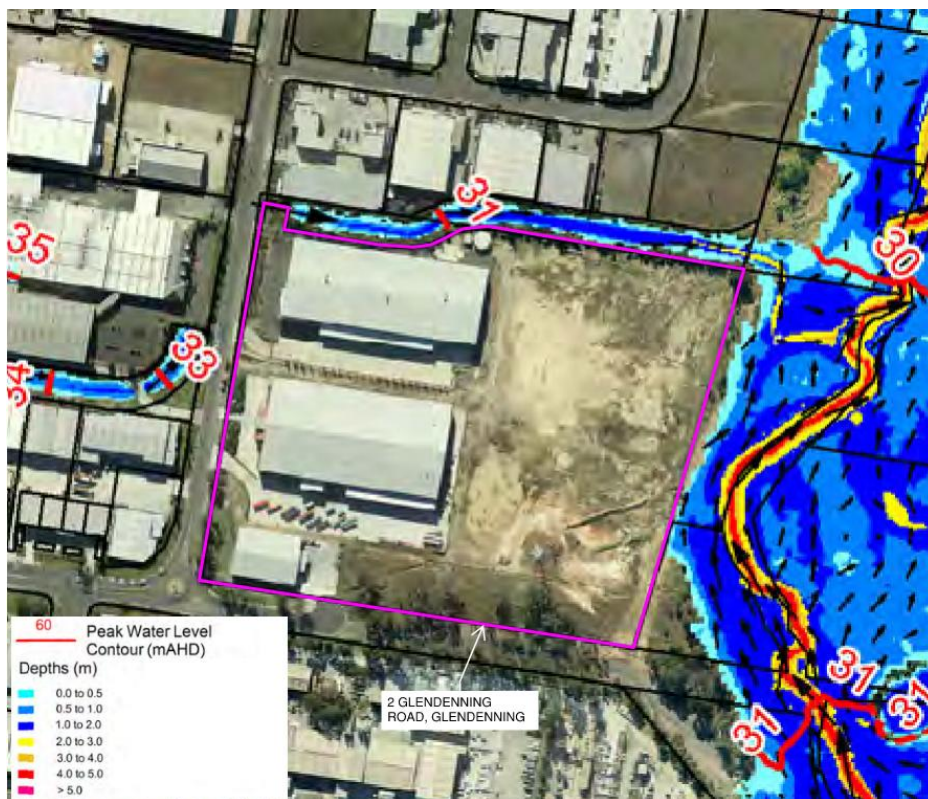 31
30
35
33
34
60
Peak Water Level
Contour (mAHD)
Depths (m)
0.0 to 0.5
0.5 to 1.0
1.0 to 2.0
2.0 to 3.0
3.0 to 4.0
4.0 to 5.0
> 5.0
2 GLENDENNING
ROAD, GLENDENNING
31
31
31